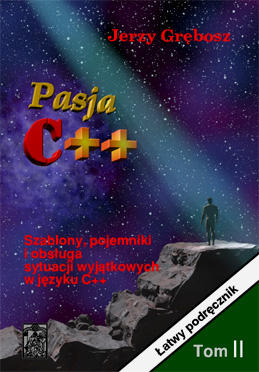 Jerzy Grębosz
Pasja
C++
Szablony, pojemniki
i obsługa
sytuacji wyjątkowych
w języku C++
Łatwy podręcznik
Tom II